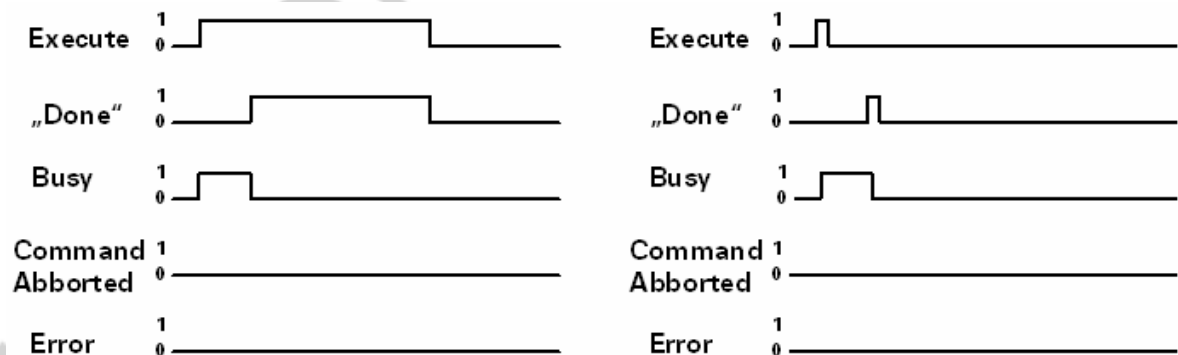 Execute 1 0
„Done“ 1 0
Busy 1 0
Command 1
Abborted 0
Error 1 0
Execute 1 0
„Done“ 1 0
Busy 1 0
Command 1
Abborted 0
Error 1 0